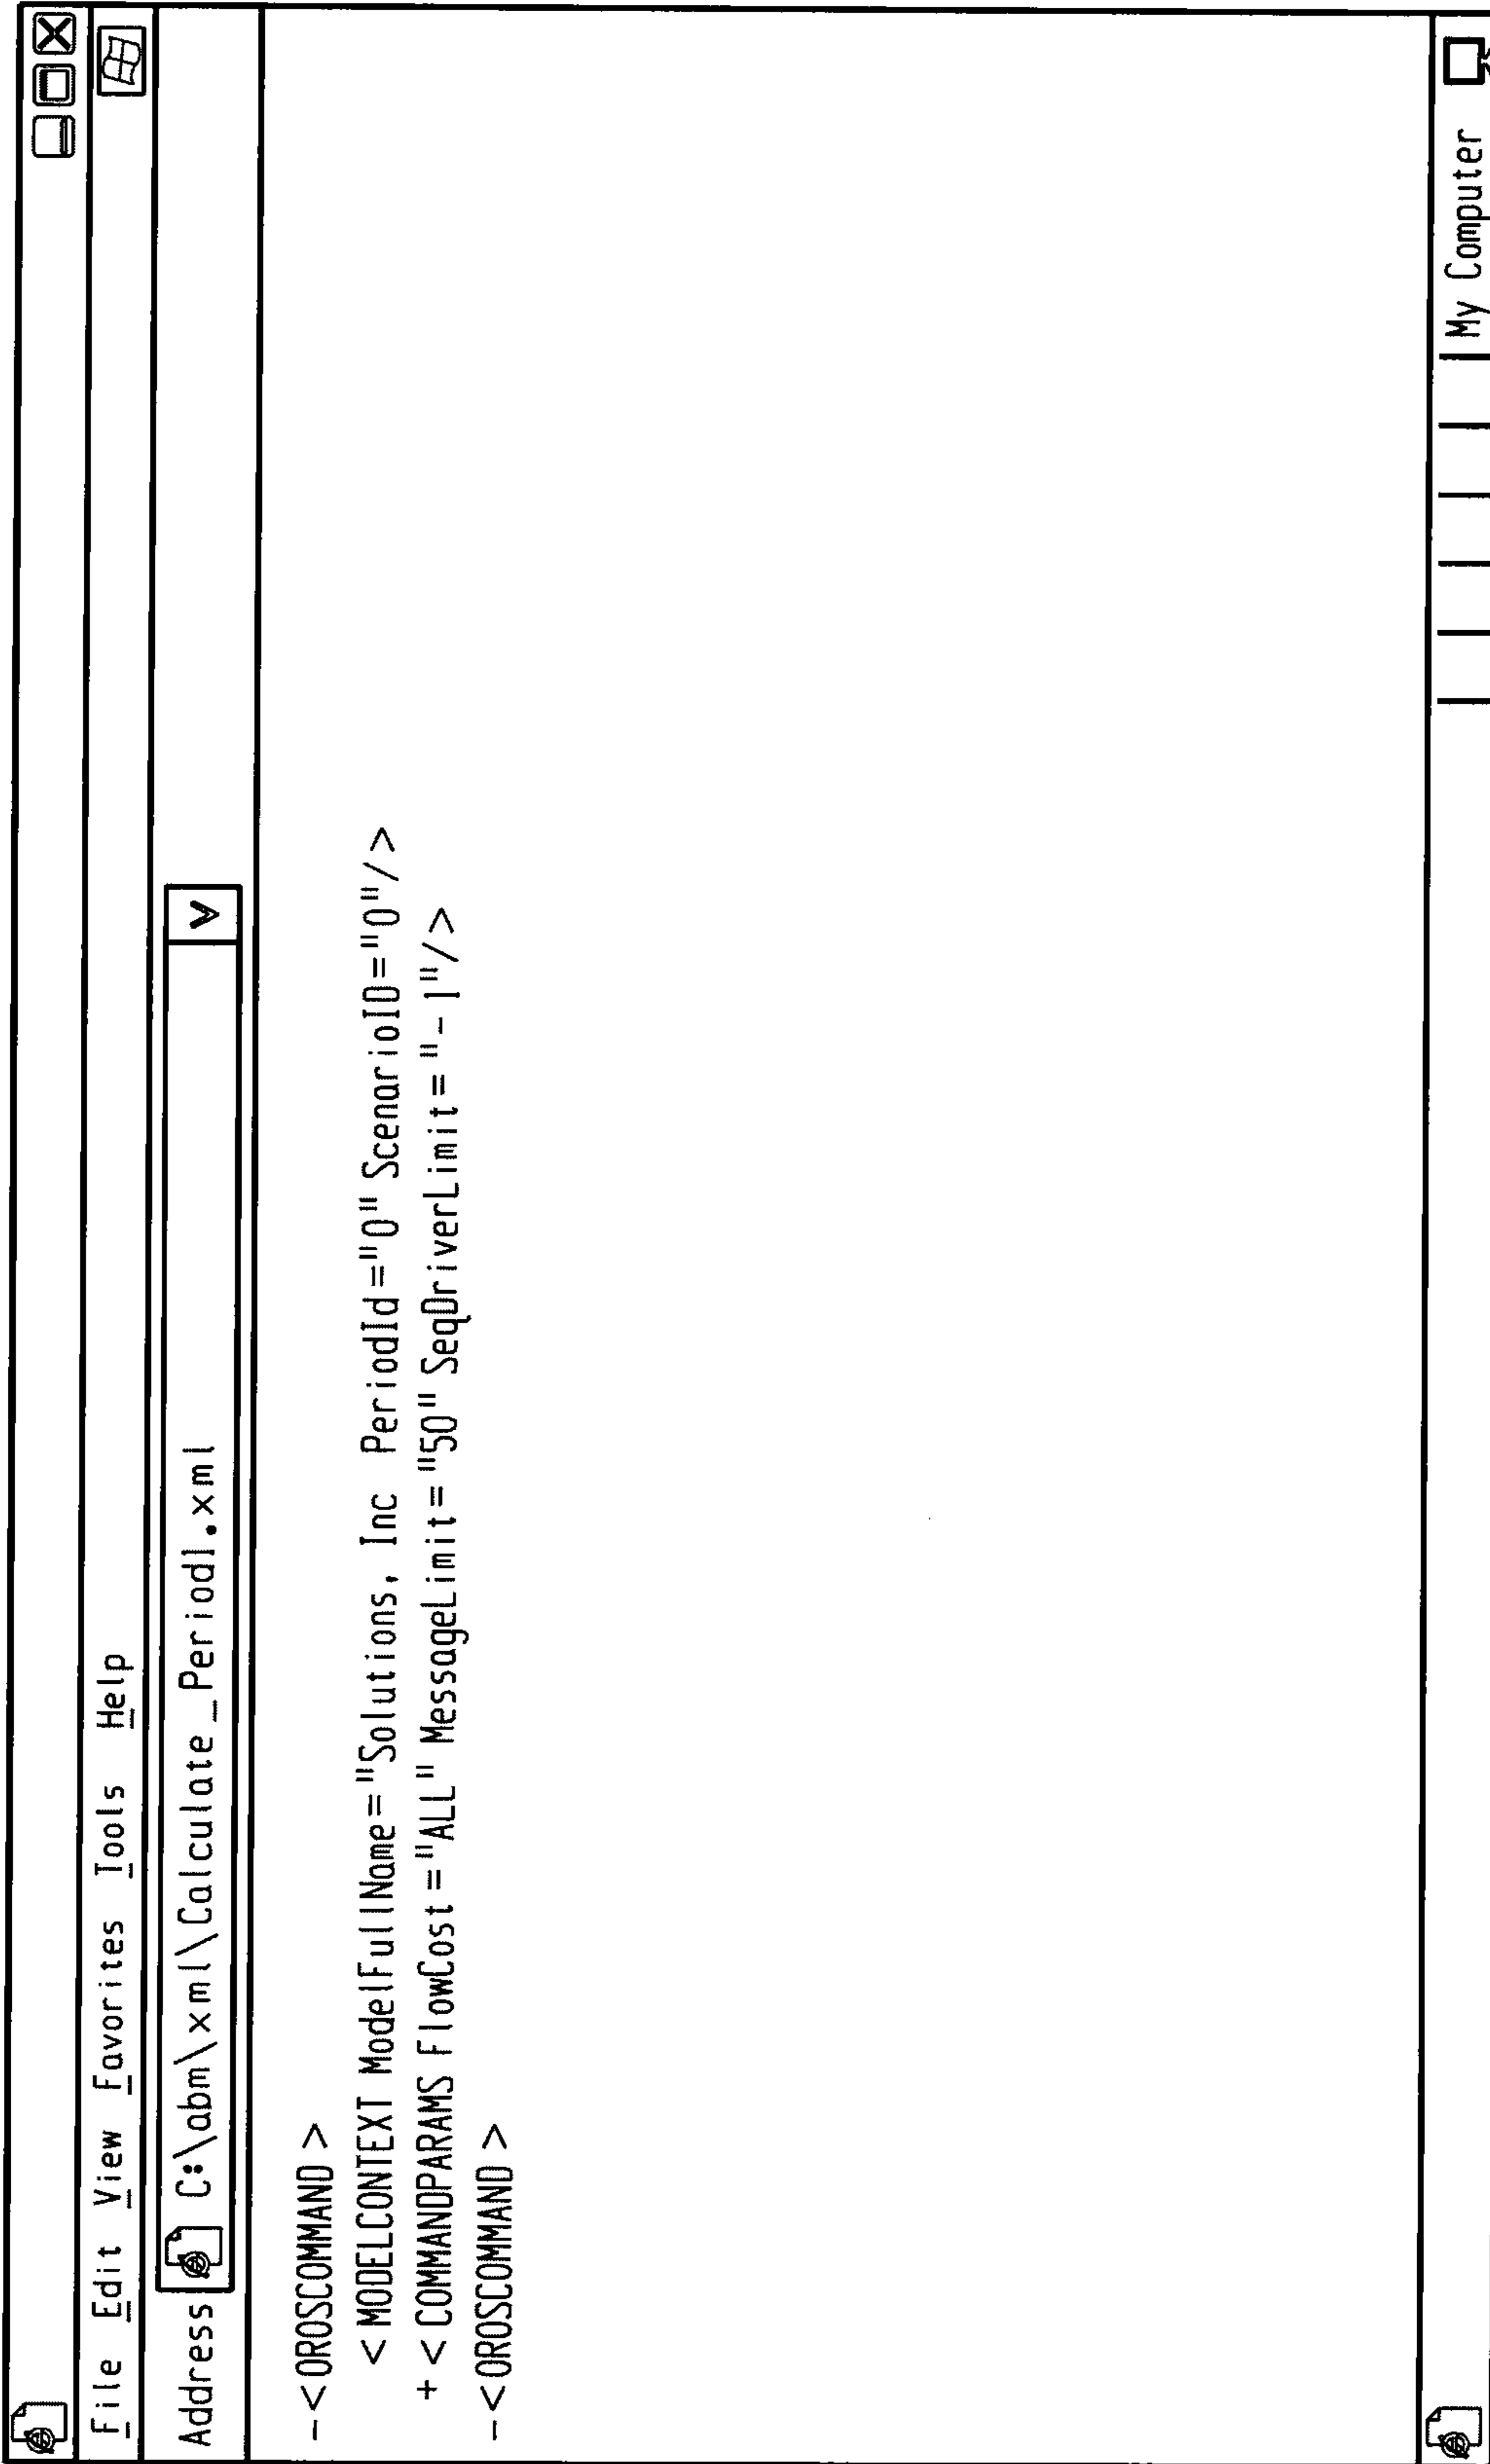 File Edit View Favorites Tools Help
Address C:\abm\xml\Calculate_Period1.xml
-<OROSCOMMAND>
<MODELCONTEXT ModelFullName="Solutions, Inc PeriodId="0" ScenarioID="0"/>
+<COMMANDPARAMS FlowCost="ALL" MessageLimit="50" SeqDriverLimit="-1"/>
-<OROSCOMMAND>
My Computer